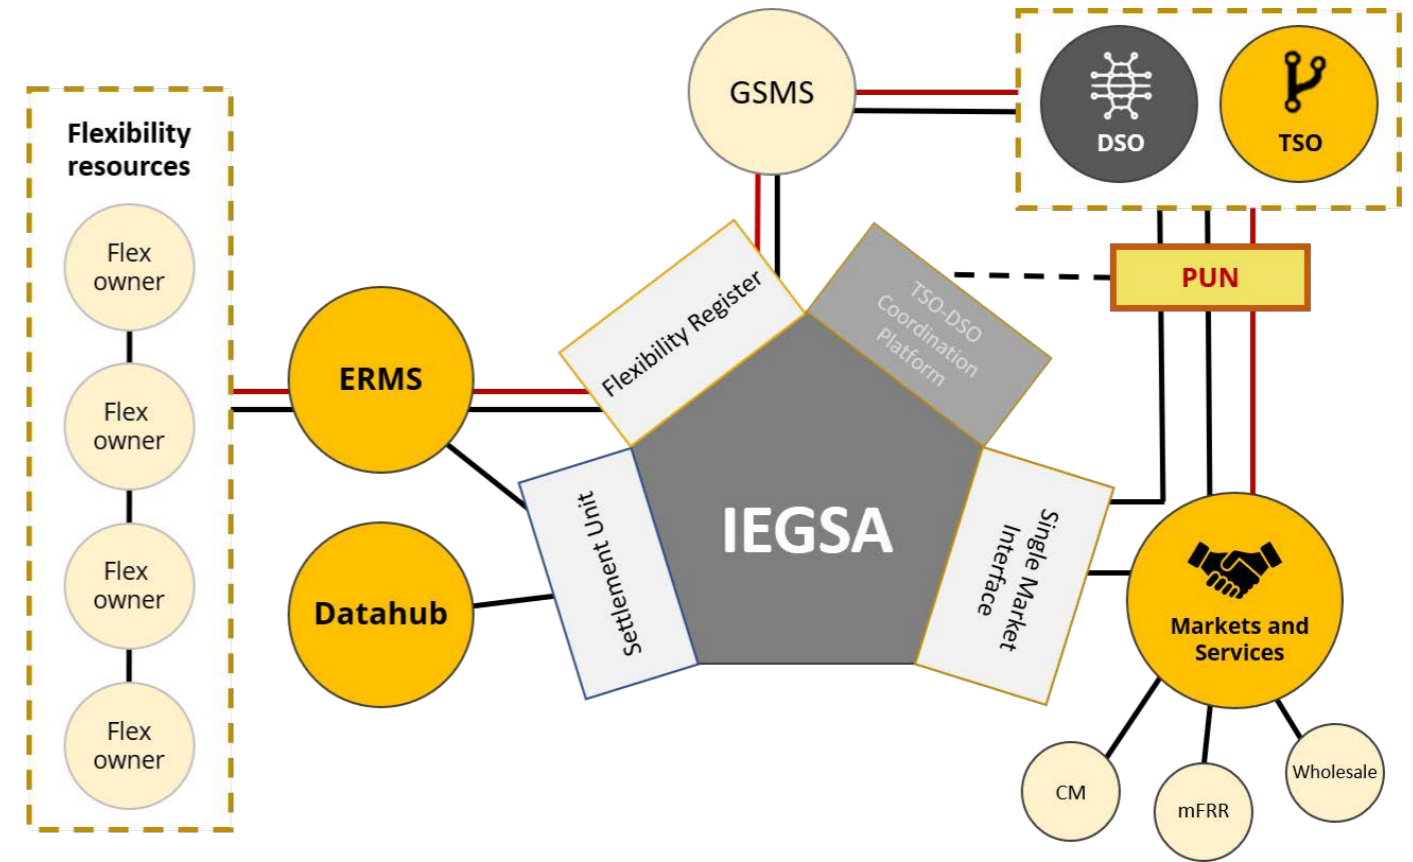 Flexibility
resources
Flex
owner
Flex
owner
Flex
owner
Flex
owner
ERMS
Datahub
GSMS
Flexibility Register
TSO-DSO
Coordination
Platform
Settlement Unit
IEGSA
Single Market
Interface
DSO
TSO
PUN
Markets and
Services
CM
mFRR
Wholesale